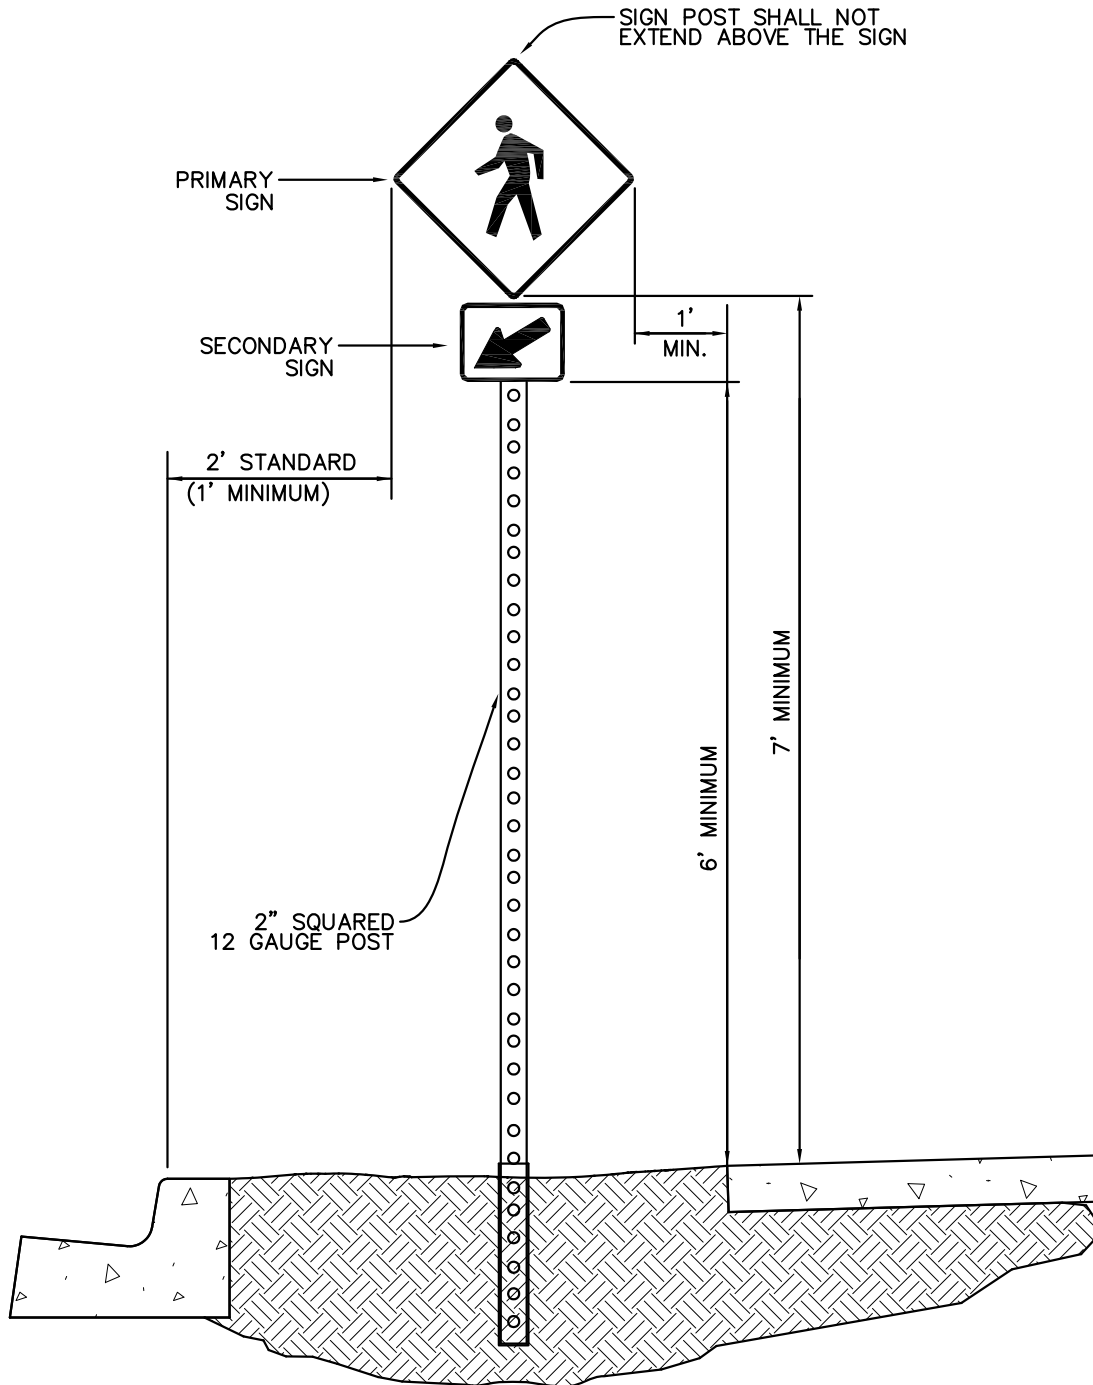 SIGN POST SHALL NOT
EXTEND ABOVE THE SIGN
PRIMARY
SIGN
1'
MIN.
SECONDARY
SIGN
2' STANDARD
(1' MINIMUM)
7' MINIMUM
6' MINIMUM
2" SQUARED
12 GAUGE POST